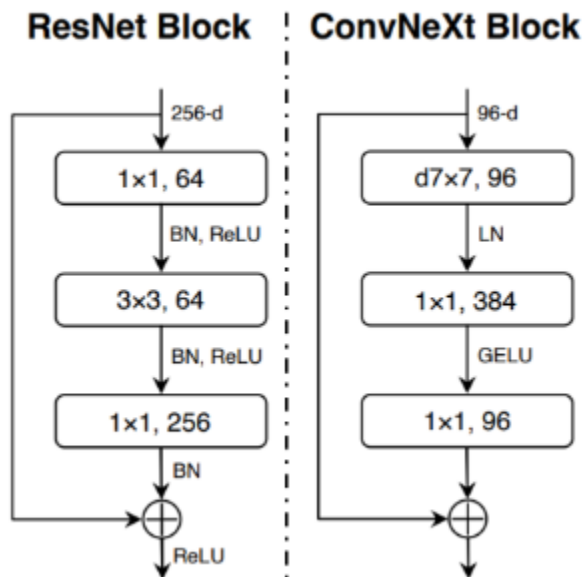 ResNet Block
256-d
1×1, 64
BN, ReLU
3×3, 64
BN, ReLU
1×1, 256
BN
ReLU
ConvNeXt Block
96-d
d7×7, 96
LN
1×1, 384
GELU
1×1, 96